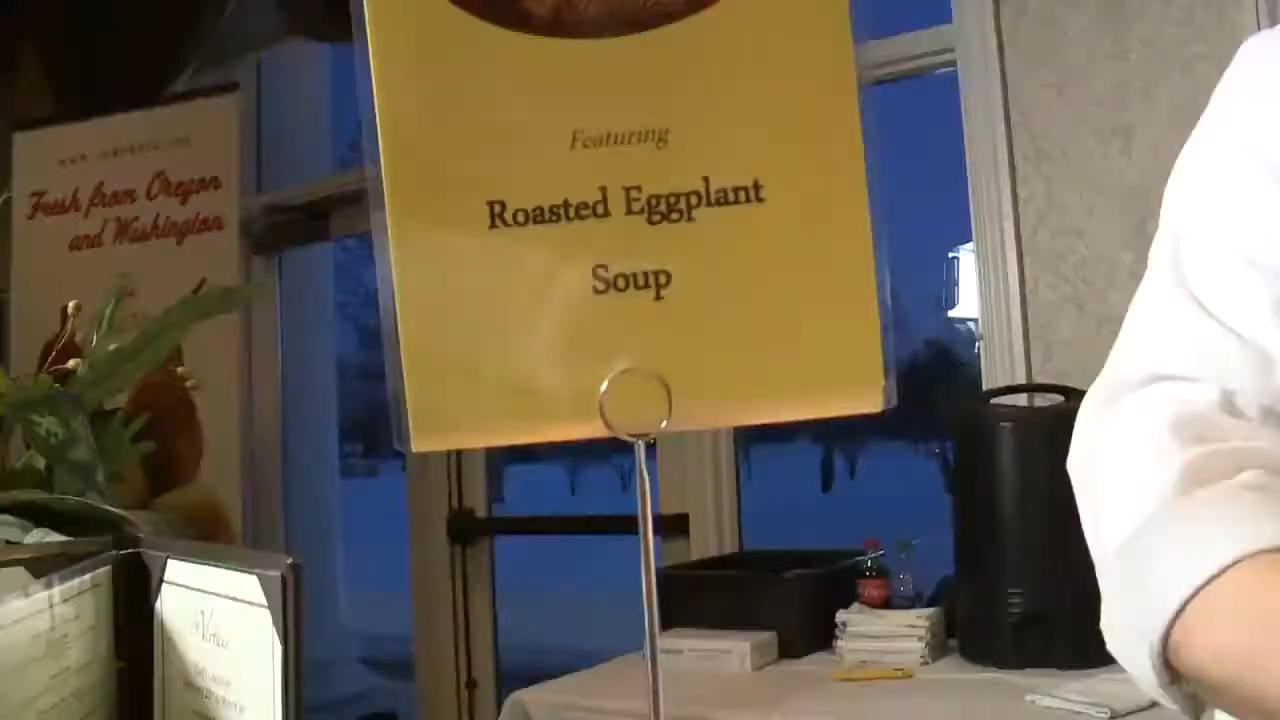 Fresh from Oregon
and Washington
Featuring
Roasted Eggplant
Soup